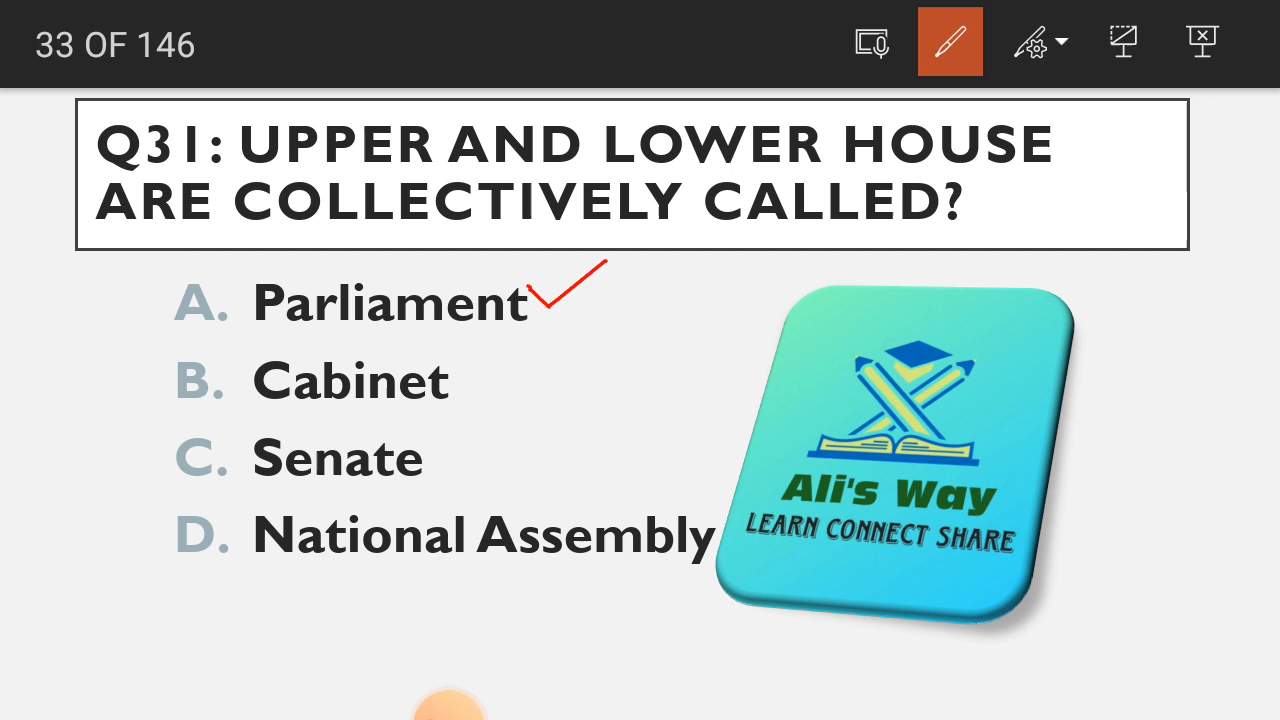 33 OF 146
Q31: UPPER AND LOWER HOUSE
ARE COLLECTIVELY CALLED?
A. Parliament
B. Cabinet
C. Senate
D. National Assembly
Ali's Way
LEARN CONNECT SHARE